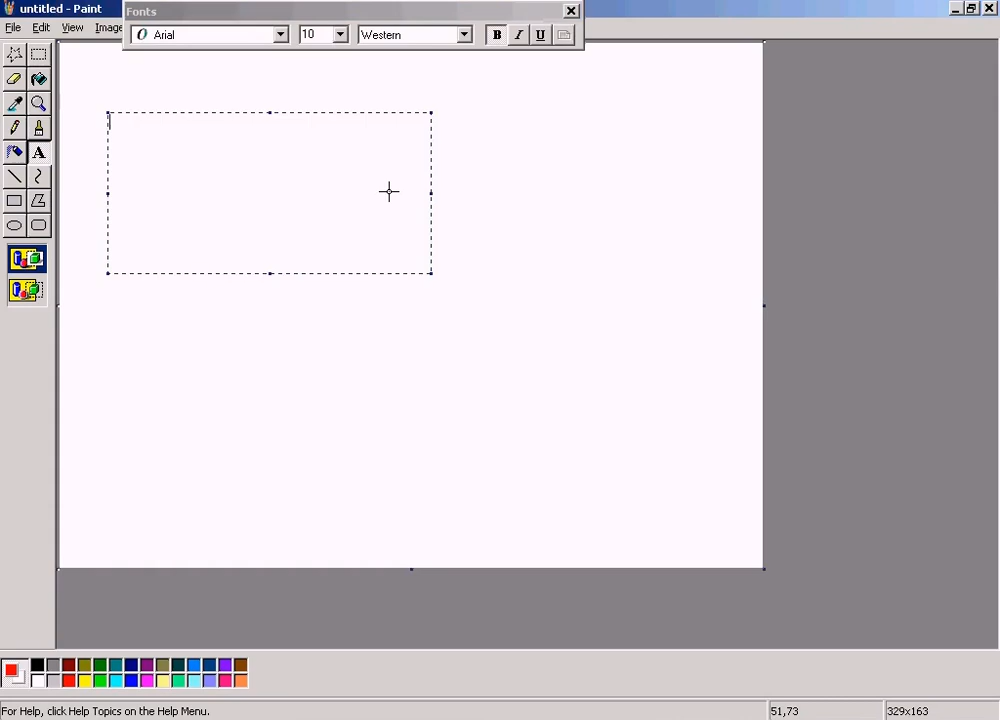 untitled - Paint
Fonts
File Edit View Image
Arial 10 Western B I U
A
For Help, click Help Topics on the Help Menu. 51,73 329x163